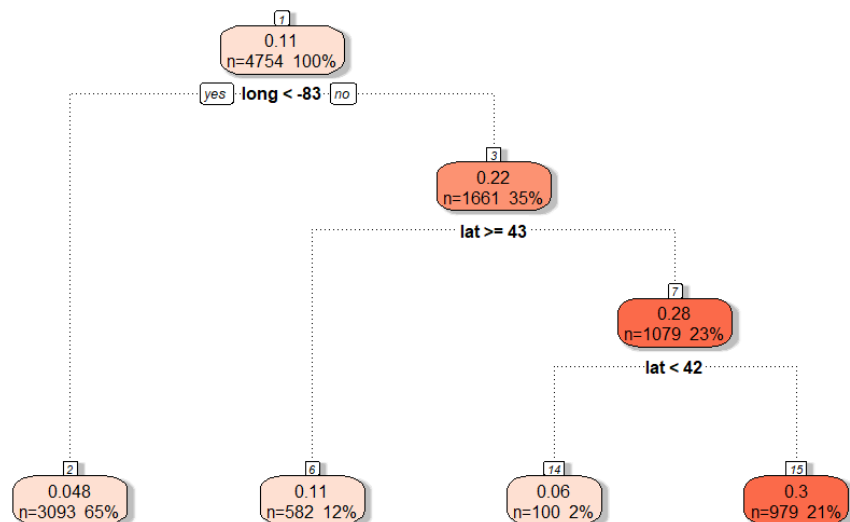 1
0.11
n=4754 100%
yes long < -83 no
3
0.22
n=1661 35%
lat >= 43
7
0.28
n=1079 23%
lat < 42
2
0.048
n=3093 65%
6
0.11
n=582 12%
14
0.06
n=100 2%
15
0.3
n=979 21%